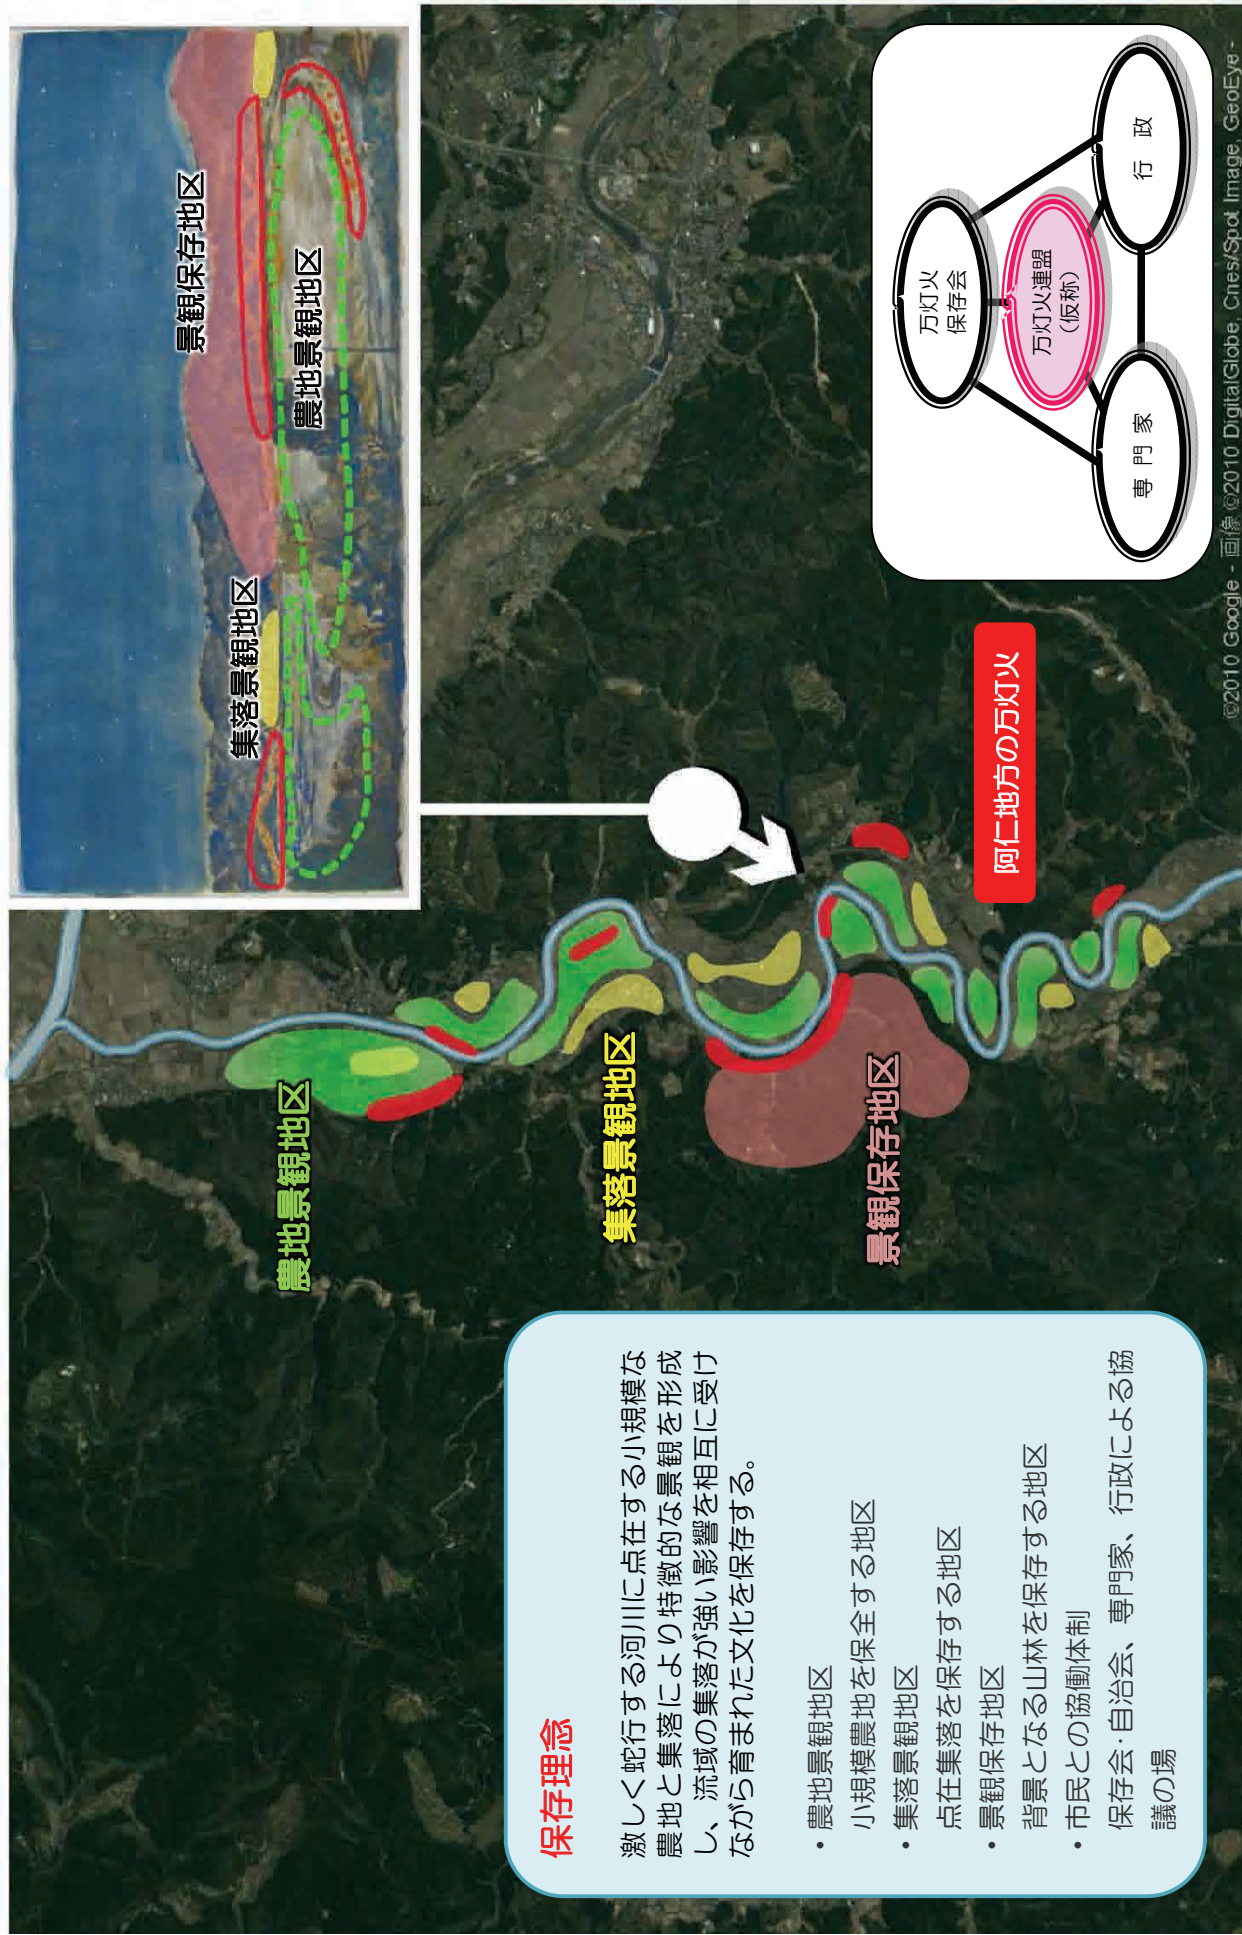 保存理念
激しく蛇行する河川に点在する小規模な
農地と集落により特徴的な景観を形成
し、流域の集落が強い影響を相互に受け
ながら育まれた文化を保存する。
・農地景観地区
小規模農地を保全する地区
・集落景観地区
点在集落を保存する地区
・景観保存地区
背景となる山林を保存する地区
・市民との協働体制
保存会・自治会、専門家、行政による協
議の場
農地景観地区
集落景観地区
景観保存地区
集落景観地区
景観保存地区
農地景観地区
阿仁地方の万灯火
万灯火
保存会
万灯火連盟
（仮称）
専門家
行政
©2010 Google - 画像 ©2010 DigitalGlobe, Cnes/Spot Image, GeoEye -